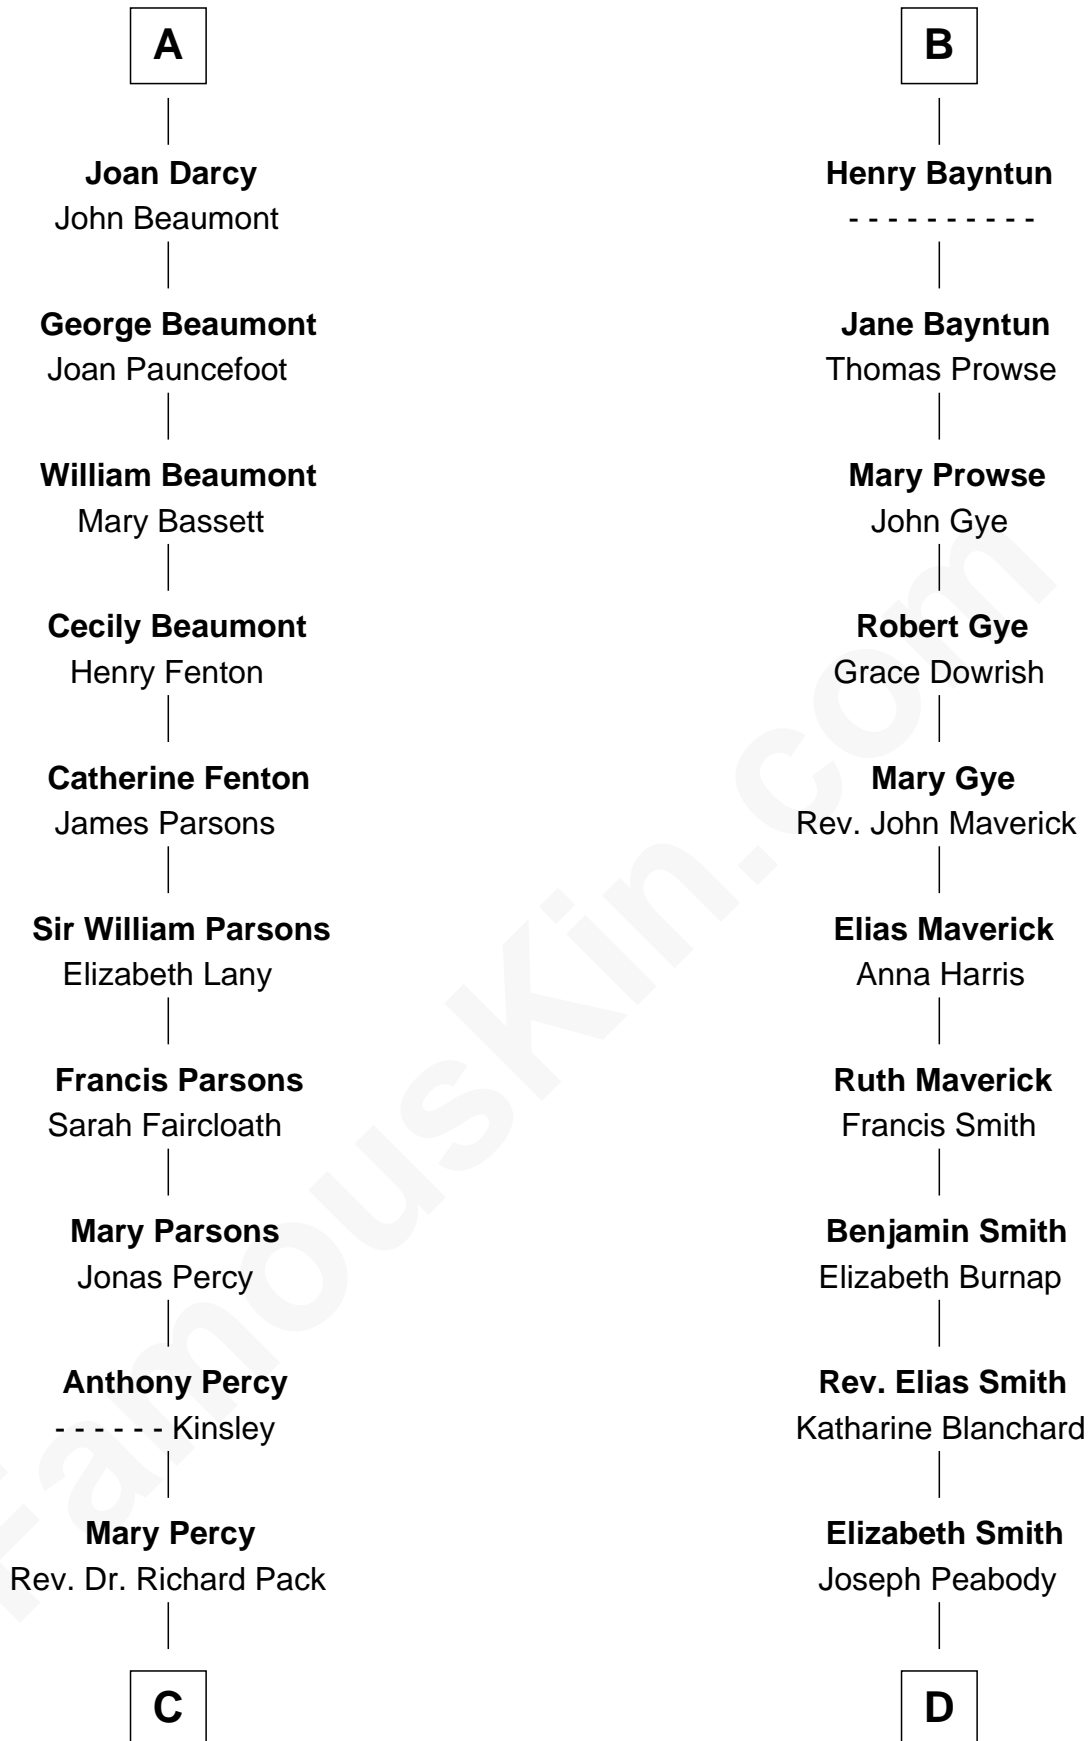 A
Joan Darcy
John Beaumont
George Beaumont
Joan Pauncefoot
William Beaumont
Mary Bassett
Cecily Beaumont
Henry Fenton
Catherine Fenton
James Parsons
Sir William Parsons
Elizabeth Lany
Francis Parsons
Sarah Faircloath
Mary Parsons
Jonas Percy
Anthony Percy
- - - - - - Kinsley
Mary Percy
Rev. Dr. Richard Pack
C
B
Henry Bayntun
- - - - - - - - - -
Jane Bayntun
Thomas Prowse
Mary Prowse
John Gye
Robert Gye
Grace Dowrish
Mary Gye
Rev. John Maverick
Elias Maverick
Anna Harris
Ruth Maverick
Francis Smith
Benjamin Smith
Elizabeth Burnap
Rev. Elias Smith
Katharine Blanchard
Elizabeth Smith
Joseph Peabody
D
FamousKin.com